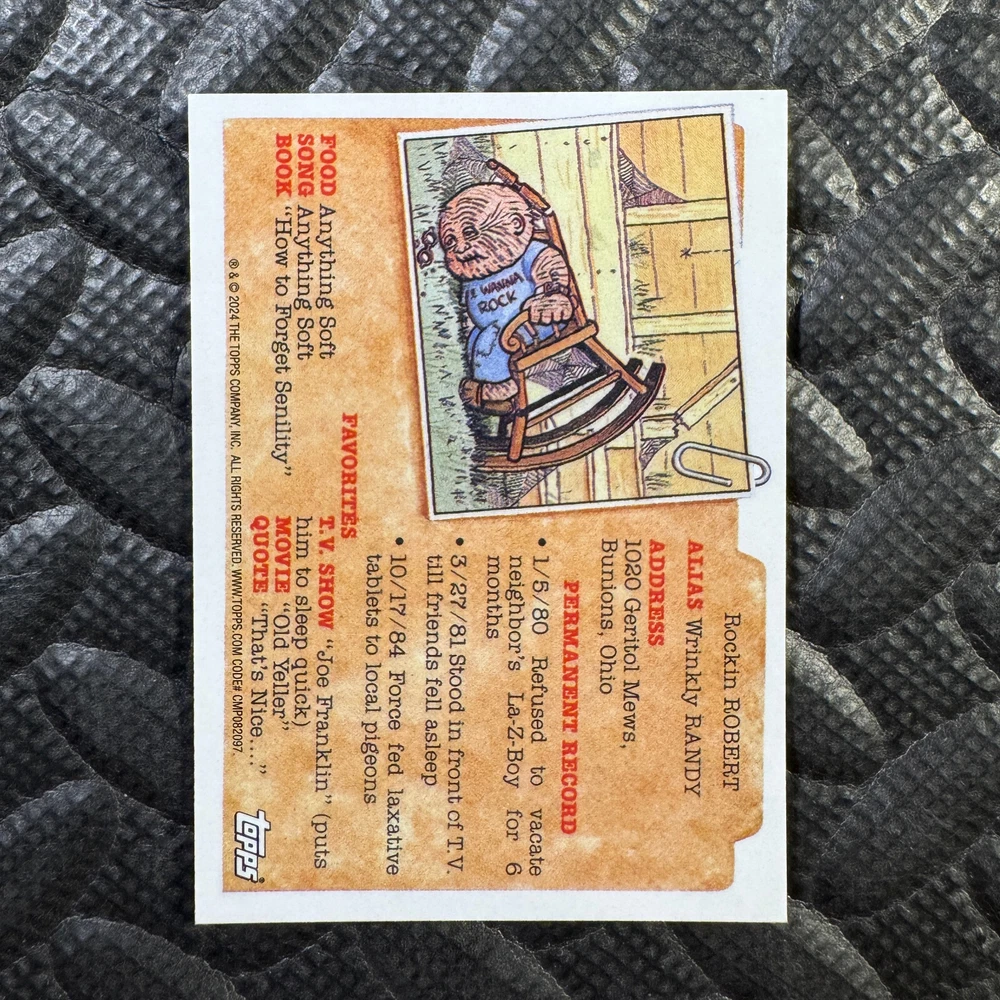 Rockin ROBERT
ALIAS Wrinkly RANDY
ADDRESS
1020 Geritol Mews,
Bunions, Ohio
PERMANENT RECORD
• 1/5/80 Refused to vacate
neighbor's La-Z-Boy for 6
months
• 3/27/81 Stood in front of T.V.
till friends fell asleep
• 10/17/84 Force fed laxative
tablets to local pigeons
I WANNA
ROCK
FAVORITES
FOOD Anything Soft
SONG Anything Soft
BOOK "How to Forget Senility"
T.V. SHOW "Joe Franklin" (puts
him to sleep quick)
MOVIE "Old Yeller"
QUOTE "That's Nice..."
® & © 2024 THE TOPPS COMPANY, INC. ALL RIGHTS RESERVED. WWW.TOPPS.COM CODE# CMP082097.
topps®